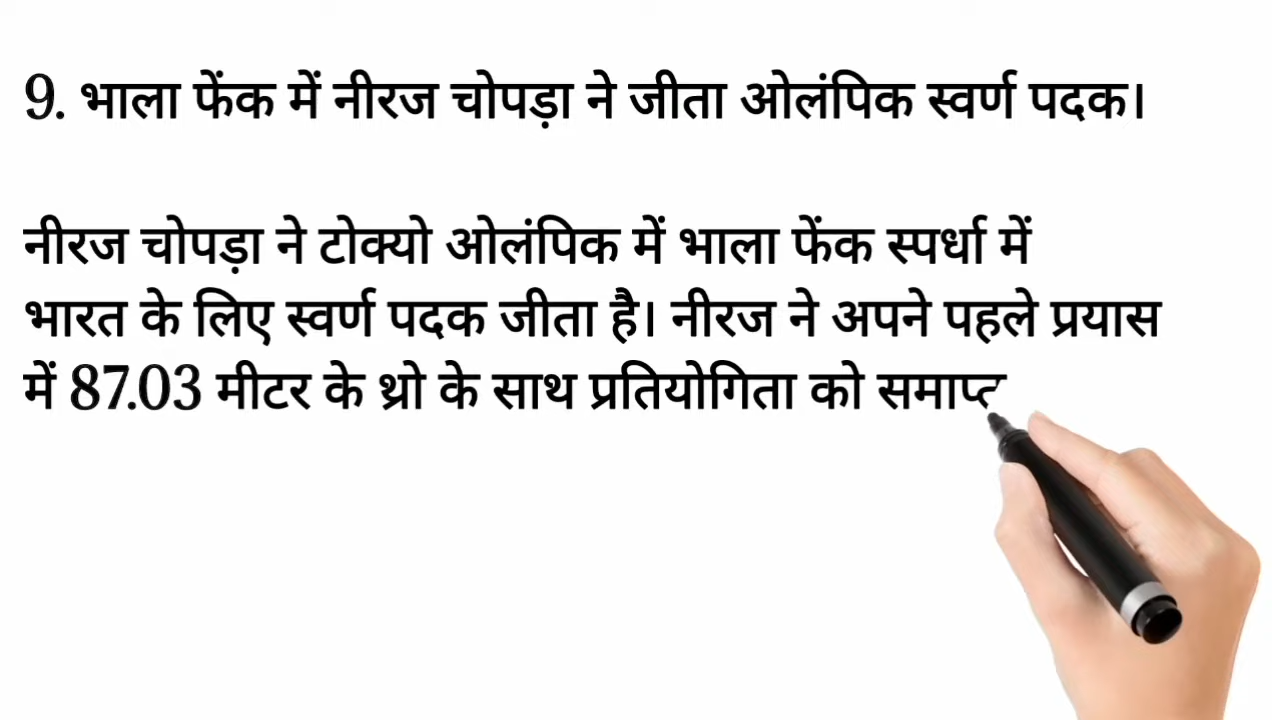 9. भाला फेंक में नीरज चोपड़ा ने जीता ओलंपिक स्वर्ण पदक।
नीरज चोपड़ा ने टोक्यो ओलंपिक में भाला फेंक स्पर्धा में
भारत के लिए स्वर्ण पदक जीता है। नीरज ने अपने पहले प्रयास
में 87.03 मीटर के थ्रो के साथ प्रतियोगिता को